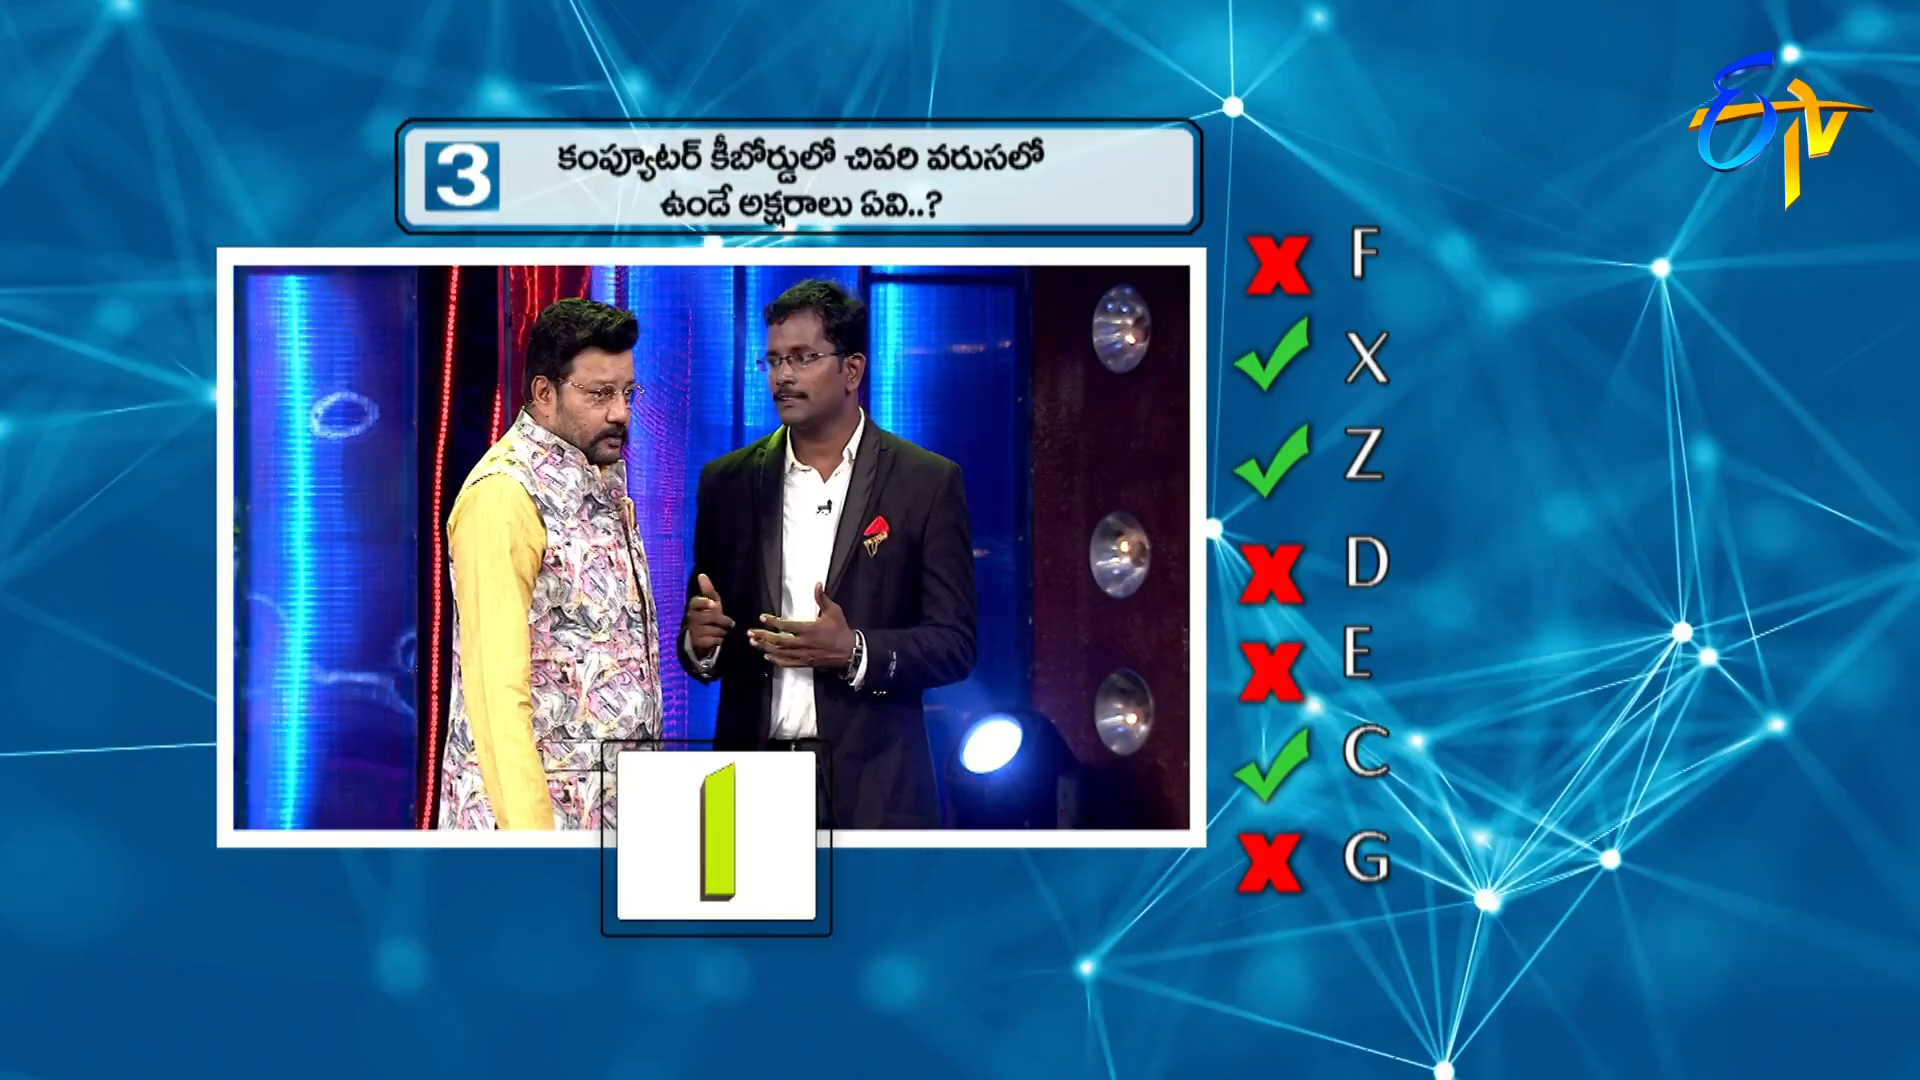 ETV
3
కంప్యూటర్ కీబోర్డులో చివరి వరుసలో
ఉండే అక్షరాలు ఏవి..?
F
X
Z
D
E
C
G
1